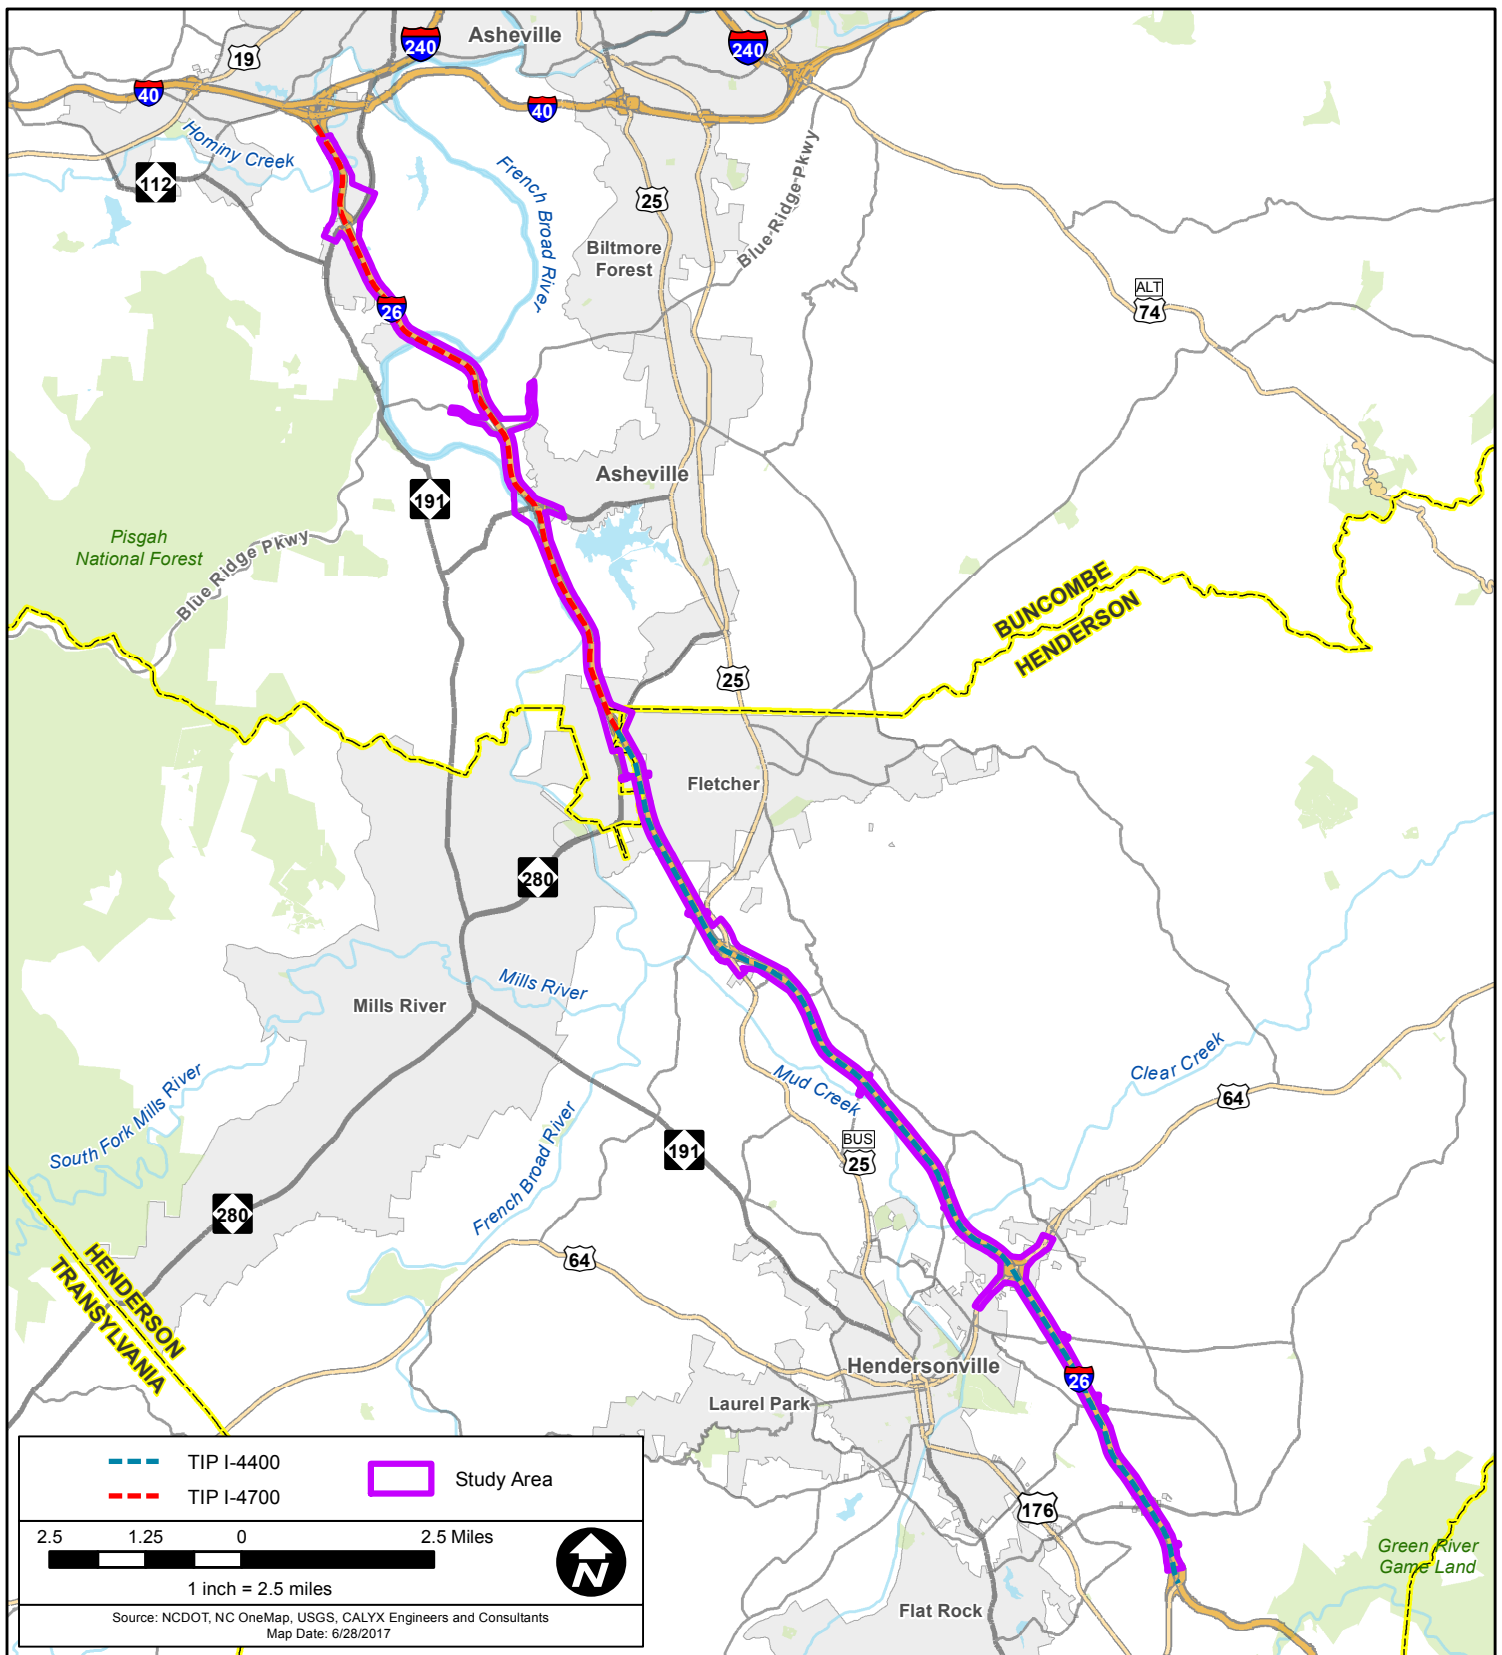 Asheville
240
240
19
40
40
Hominy Creek
112
French Broad River
25
Blue Ridge Pkwy
Biltmore
Forest
ALT
74
26
Asheville
191
Pisgah
National Forest
Blue Ridge Pkwy
BUNCOMBE
HENDERSON
25
Fletcher
280
Mills River
Mills River
South Fork Mills River
French Broad River
Mud Creek
Clear Creek
64
BUS
25
191
280
64
HENDERSON
TRANSYLVANIA
Hendersonville
26
Laurel Park
176
Green River
Game Land
Flat Rock
TIP I-4400
TIP I-4700
Study Area
2.5 1.25 0 2.5 Miles
N
1 inch = 2.5 miles
Source: NCDOT, NC OneMap, USGS, CALYX Engineers and Consultants
Map Date: 6/28/2017